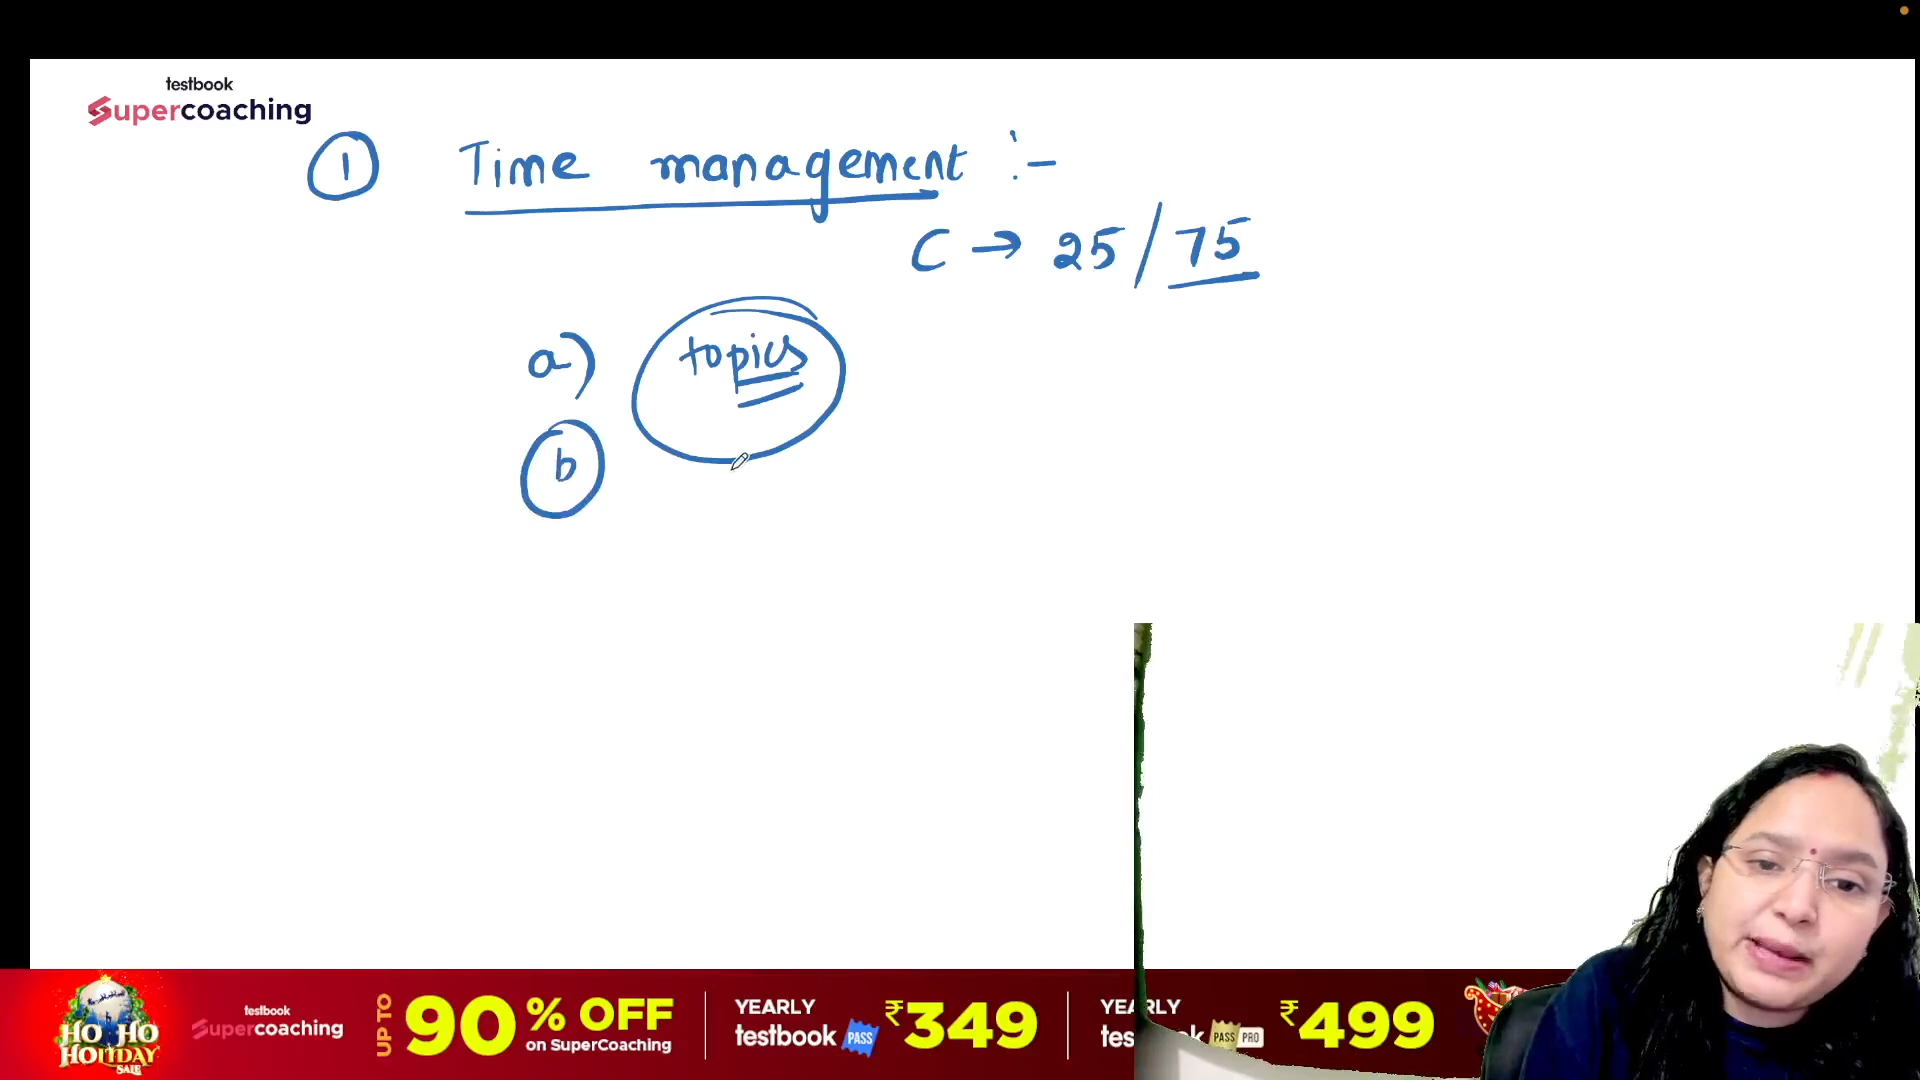 testbook
Supercoaching
1 Time management :-
C → 25 / 75
a) topics
b
HO HO
HOLIDAY
SALE
testbook
Supercoaching
UP TO 90 % OFF
on SuperCoaching
YEARLY
testbook PASS
₹349
YEARLY
tes k PASS PRO
₹499